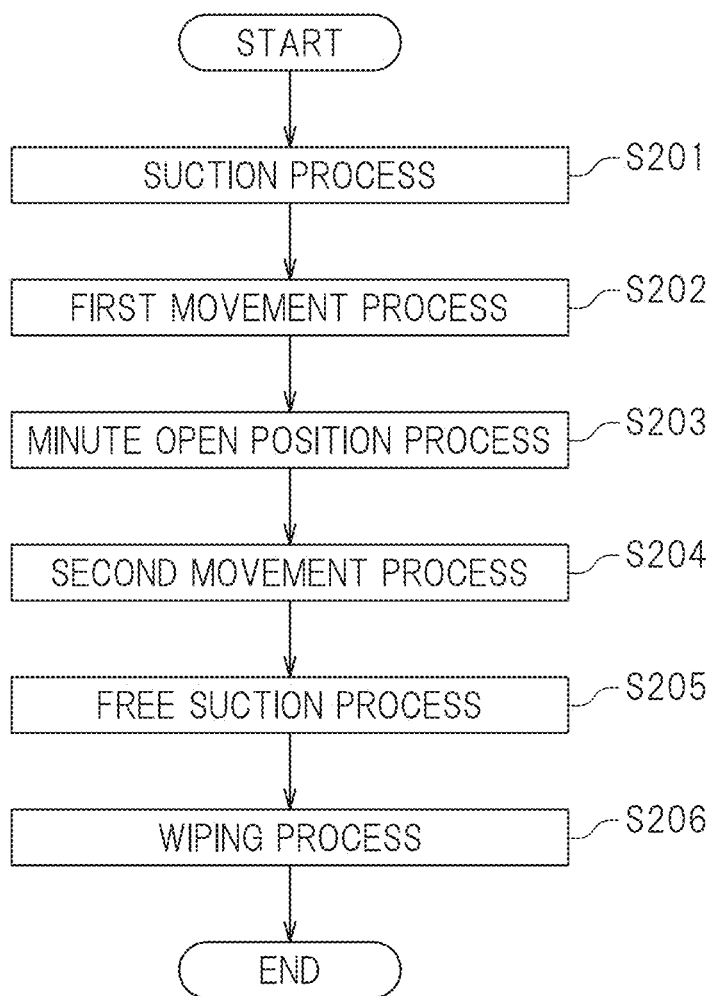 START
SUCTION PROCESS
S201
FIRST MOVEMENT PROCESS
S202
MINUTE OPEN POSITION PROCESS
S203
SECOND MOVEMENT PROCESS
S204
FREE SUCTION PROCESS
S205
WIPING PROCESS
S206
END